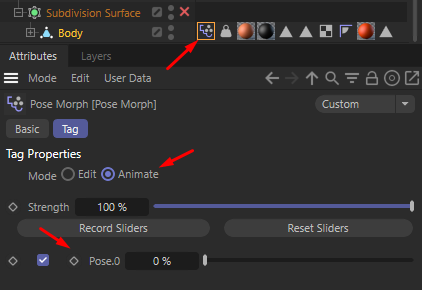 Subdivision Surface
Body
Attributes Layers
Mode Edit User Data
Pose Morph [Pose Morph] Custom
Basic Tag
Tag Properties
Mode Edit Animate
Strength 100 %
Record Sliders Reset Sliders
Pose.0 0 %